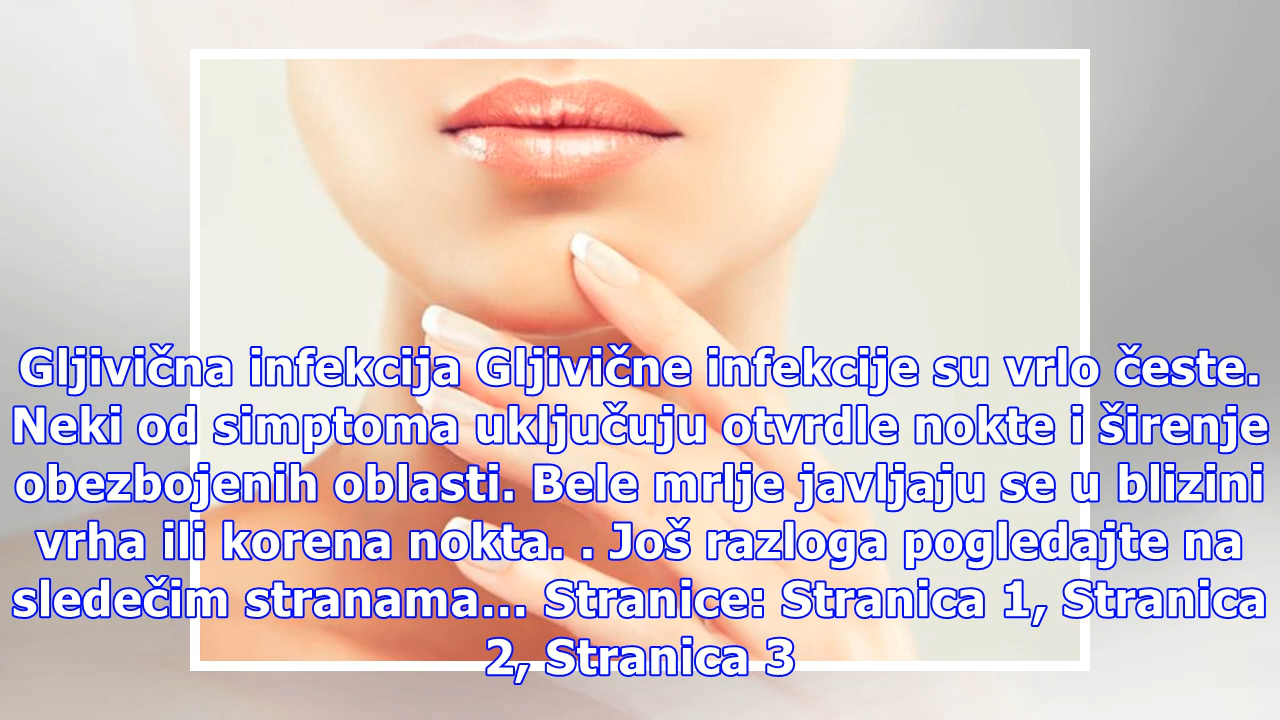 Gljivična infekcija Gljivične infekcije su vrlo česte.
Neki od simptoma uključuju otvrdle nokte i širenje
obezbojenih oblasti. Bele mrlje javljaju se u blizini
vrha ili korena nokta. . Još razloga pogledajte na
sledećim stranama... Stranice: Stranica 1, Stranica
2, Stranica 3